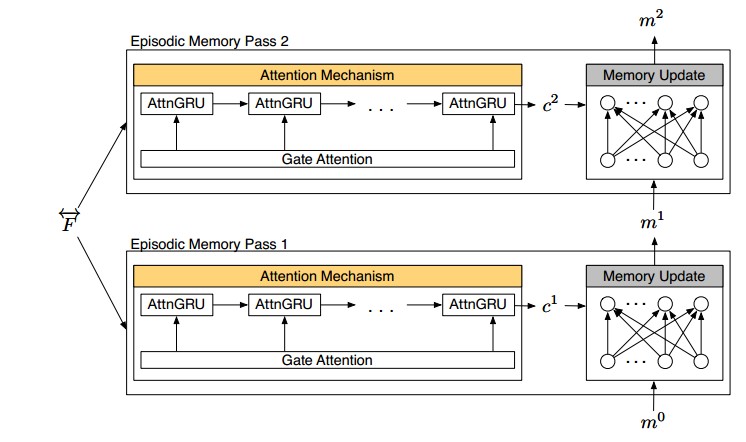 m²
Episodic Memory Pass 2
Attention Mechanism
Memory Update
AttnGRU AttnGRU . . . AttnGRU c² . . .
Gate Attention . . .
F⃡
m¹
Episodic Memory Pass 1
Attention Mechanism
Memory Update
AttnGRU AttnGRU . . . AttnGRU c¹ . . .
Gate Attention . . .
m⁰